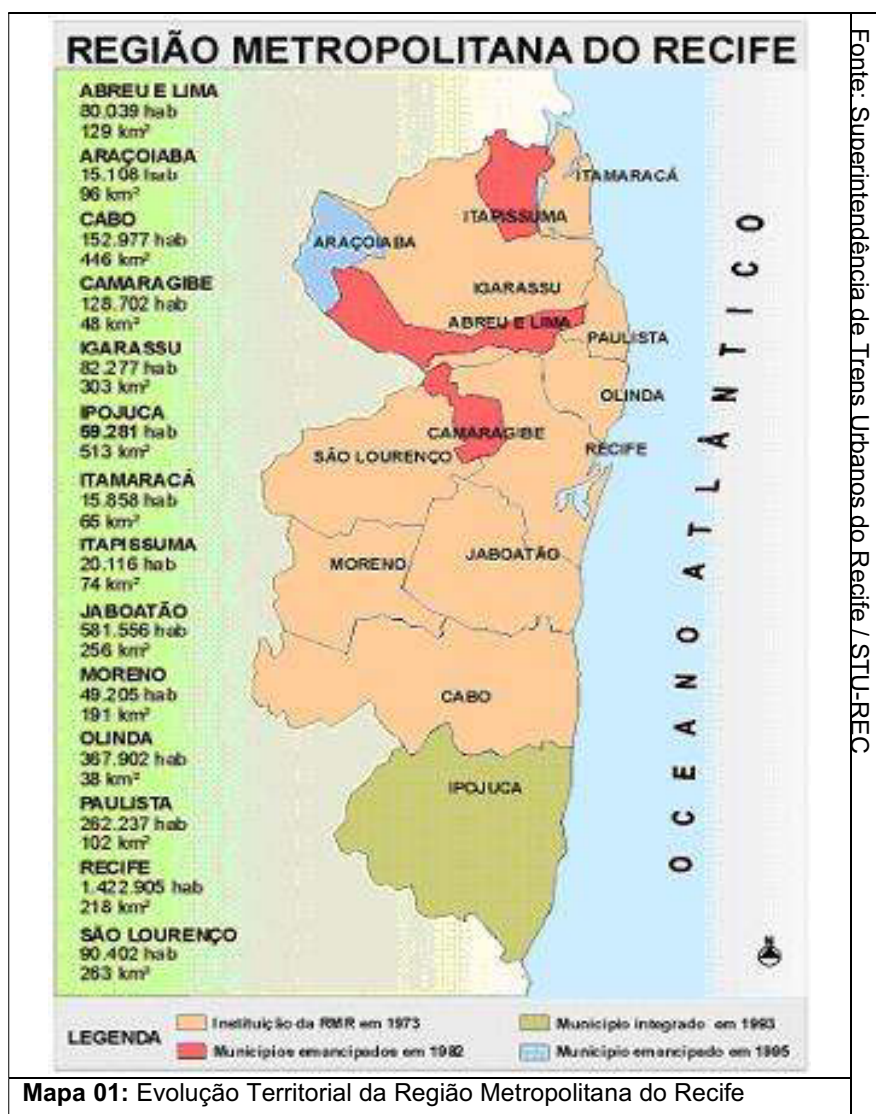 REGIÃO METROPOLITANA DO RECIFE
ABREU E LIMA
80.039 hab
129 km²
ARAÇOIABA
15.108 hab
96 km²
CABO
152.977 hab
446 km²
CAMARAGIBE
128.702 hab
48 km²
IGARASSU
82.277 hab
303 km²
IPOJUCA
59.281 hab
513 km²
ITAMARACÁ
15.858 hab
65 km²
ITAPISSUMA
20.116 hab
74 km²
JABOATÃO
581.556 hab
256 km²
MORENO
49.205 hab
191 km²
OLINDA
367.902 hab
38 km²
PAULISTA
262.237 hab
102 km²
RECIFE
1.422.905 hab
218 km²
SÃO LOURENÇO
90.402 hab
263 km²
ITAMARACÁ
ITAPISSUMA
ARAÇOIABA
IGARASSU
ABREU E LIMA
PAULISTA
OLINDA
CAMARAGIBE
RECIFE
SÃO LOURENÇO
JABOATÃO
MORENO
CABO
IPOJUCA
OCEANO ATLÂNTICO
N
LEGENDA
Instituição da RMR em 1973
Municípios emancipados em 1982
Município integrado em 1993
Município emancipado em 1995
Mapa 01: Evolução Territorial da Região Metropolitana do Recife
Fonte: Superintendência de Trens Urbanos do Recife / STU-REC